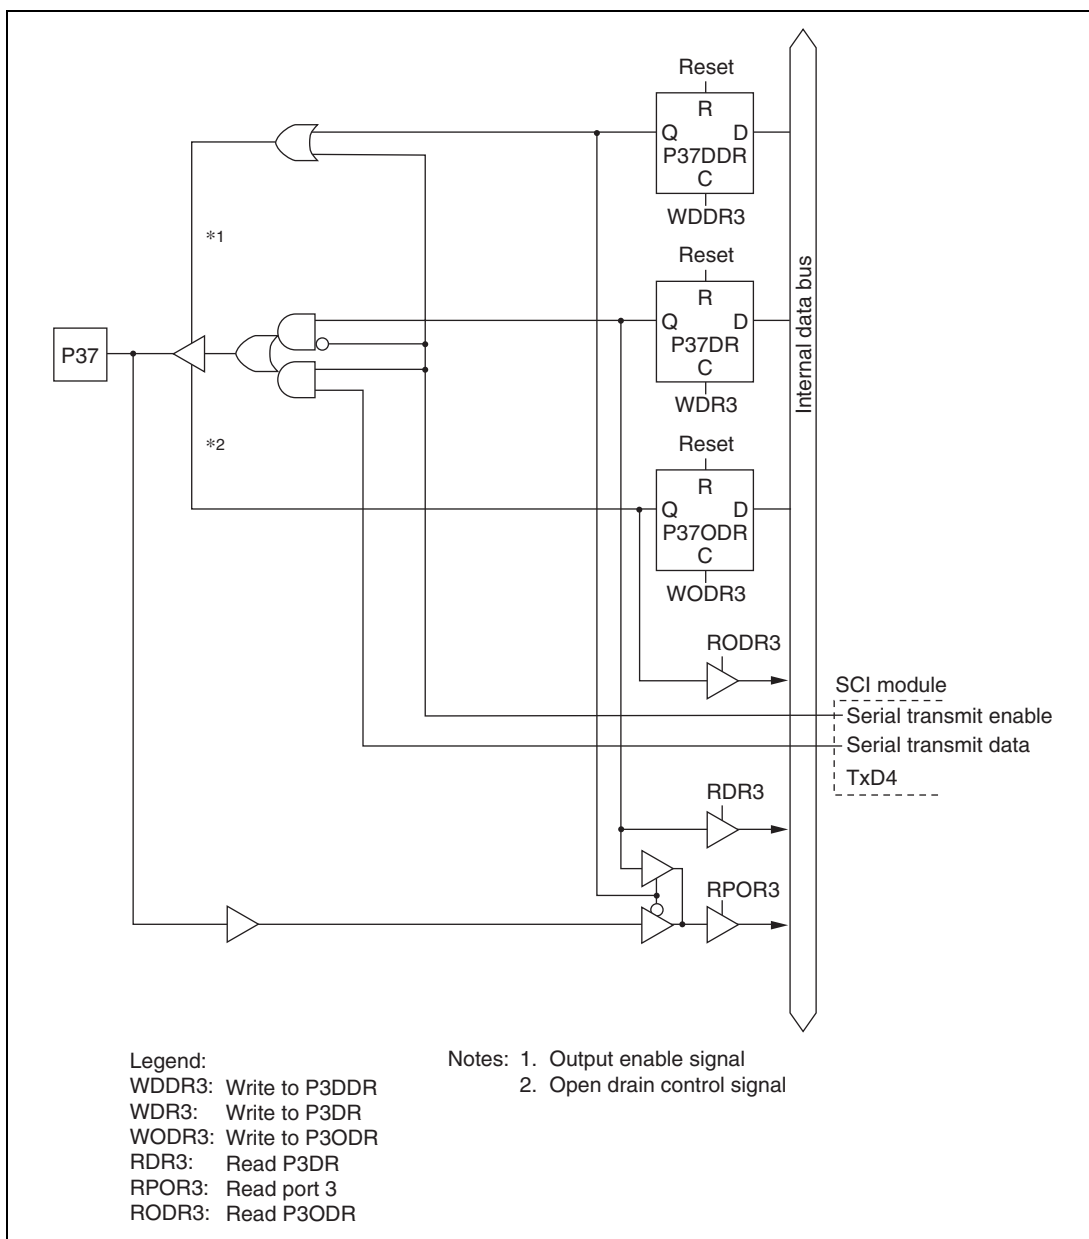 Reset
R
Q D
P37DDR
C
WDDR3
*1
Reset
R
Q D
P37DR
C
WDR3
Internal data bus
P37
*2
Reset
R
Q D
P37ODR
C
WODR3
RODR3
SCI module
Serial transmit enable
Serial transmit data
TxD4
RDR3
RPOR3
Legend:
WDDR3: Write to P3DDR
WDR3: Write to P3DR
WODR3: Write to P3ODR
RDR3: Read P3DR
RPOR3: Read port 3
RODR3: Read P3ODR
Notes: 1. Output enable signal
2. Open drain control signal